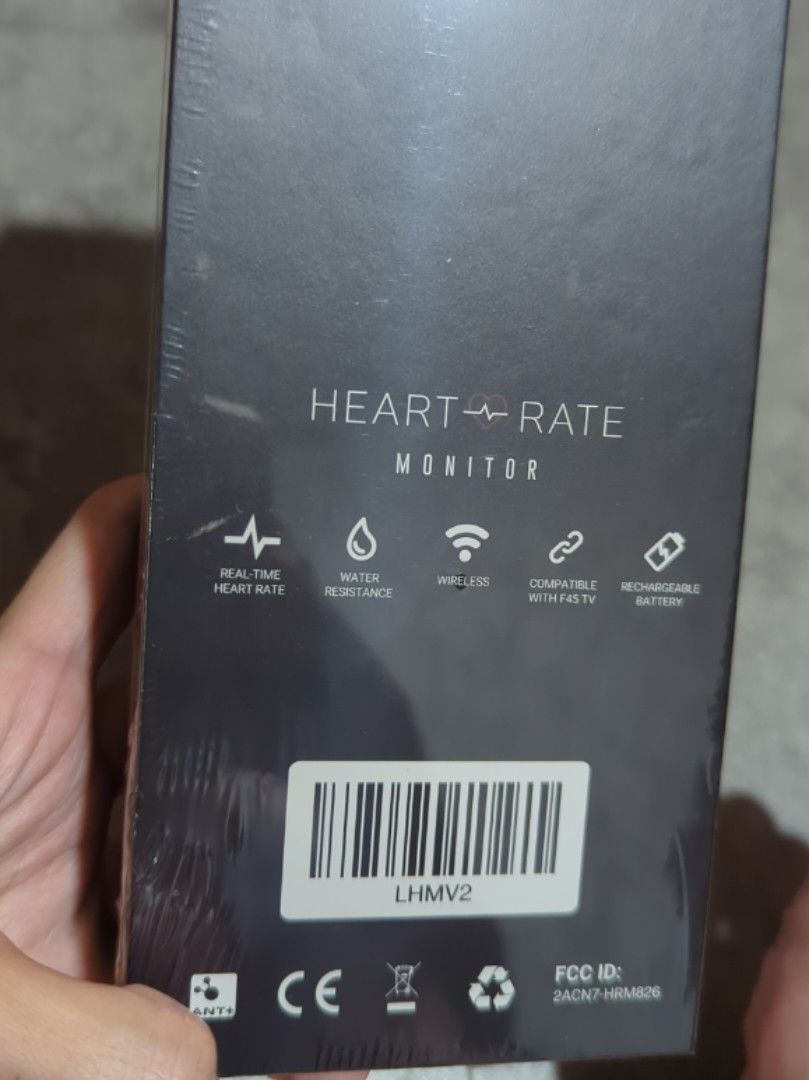 HEART RATE
MONITOR
REAL-TIME
HEART RATE
WATER
RESISTANCE
WIRELESS
COMPATIBLE
WITH F45 TV
RECHARGEABLE
BATTERY
LHMV2
ANT+
CE
FCC ID:
2ACN7-HRM826